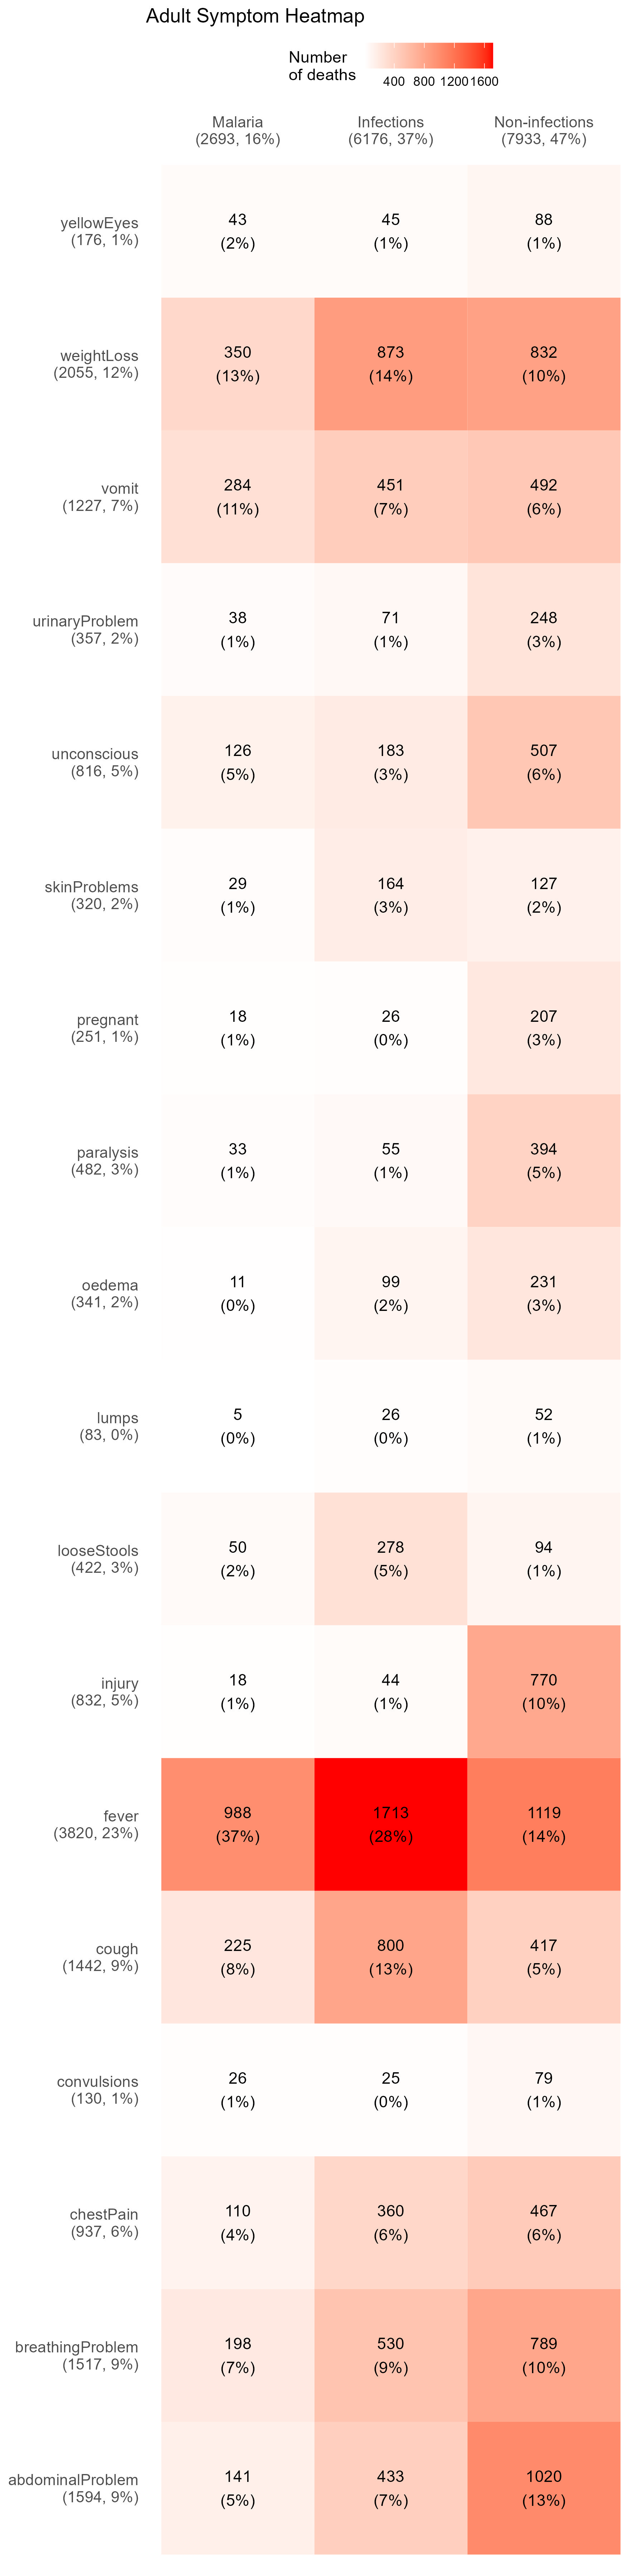 Adult Symptom Heatmap
Number
of deaths
400 800 1200 1600
Malaria Infections Non-infections
(2693, 16%) (6176, 37%) (7933, 47%)
yellowEyes 43 45 88
(176, 1%) (2%) (1%) (1%)
weightLoss 350 873 832
(2055, 12%) (13%) (14%) (10%)
vomit 284 451 492
(1227, 7%) (11%) (7%) (6%)
urinaryProblem 38 71 248
(357, 2%) (1%) (1%) (3%)
unconscious 126 183 507
(816, 5%) (5%) (3%) (6%)
skinProblems 29 164 127
(320, 2%) (1%) (3%) (2%)
pregnant 18 26 207
(251, 1%) (1%) (0%) (3%)
paralysis 33 55 394
(482, 3%) (1%) (1%) (5%)
oedema 11 99 231
(341, 2%) (0%) (2%) (3%)
lumps 5 26 52
(83, 0%) (0%) (0%) (1%)
looseStools 50 278 94
(422, 3%) (2%) (5%) (1%)
injury 18 44 770
(832, 5%) (1%) (1%) (10%)
fever 988 1713 1119
(3820, 23%) (37%) (28%) (14%)
cough 225 800 417
(1442, 9%) (8%) (13%) (5%)
convulsions 26 25 79
(130, 1%) (1%) (0%) (1%)
chestPain 110 360 467
(937, 6%) (4%) (6%) (6%)
breathingProblem 198 530 789
(1517, 9%) (7%) (9%) (10%)
abdominalProblem 141 433 1020
(1594, 9%) (5%) (7%) (13%)